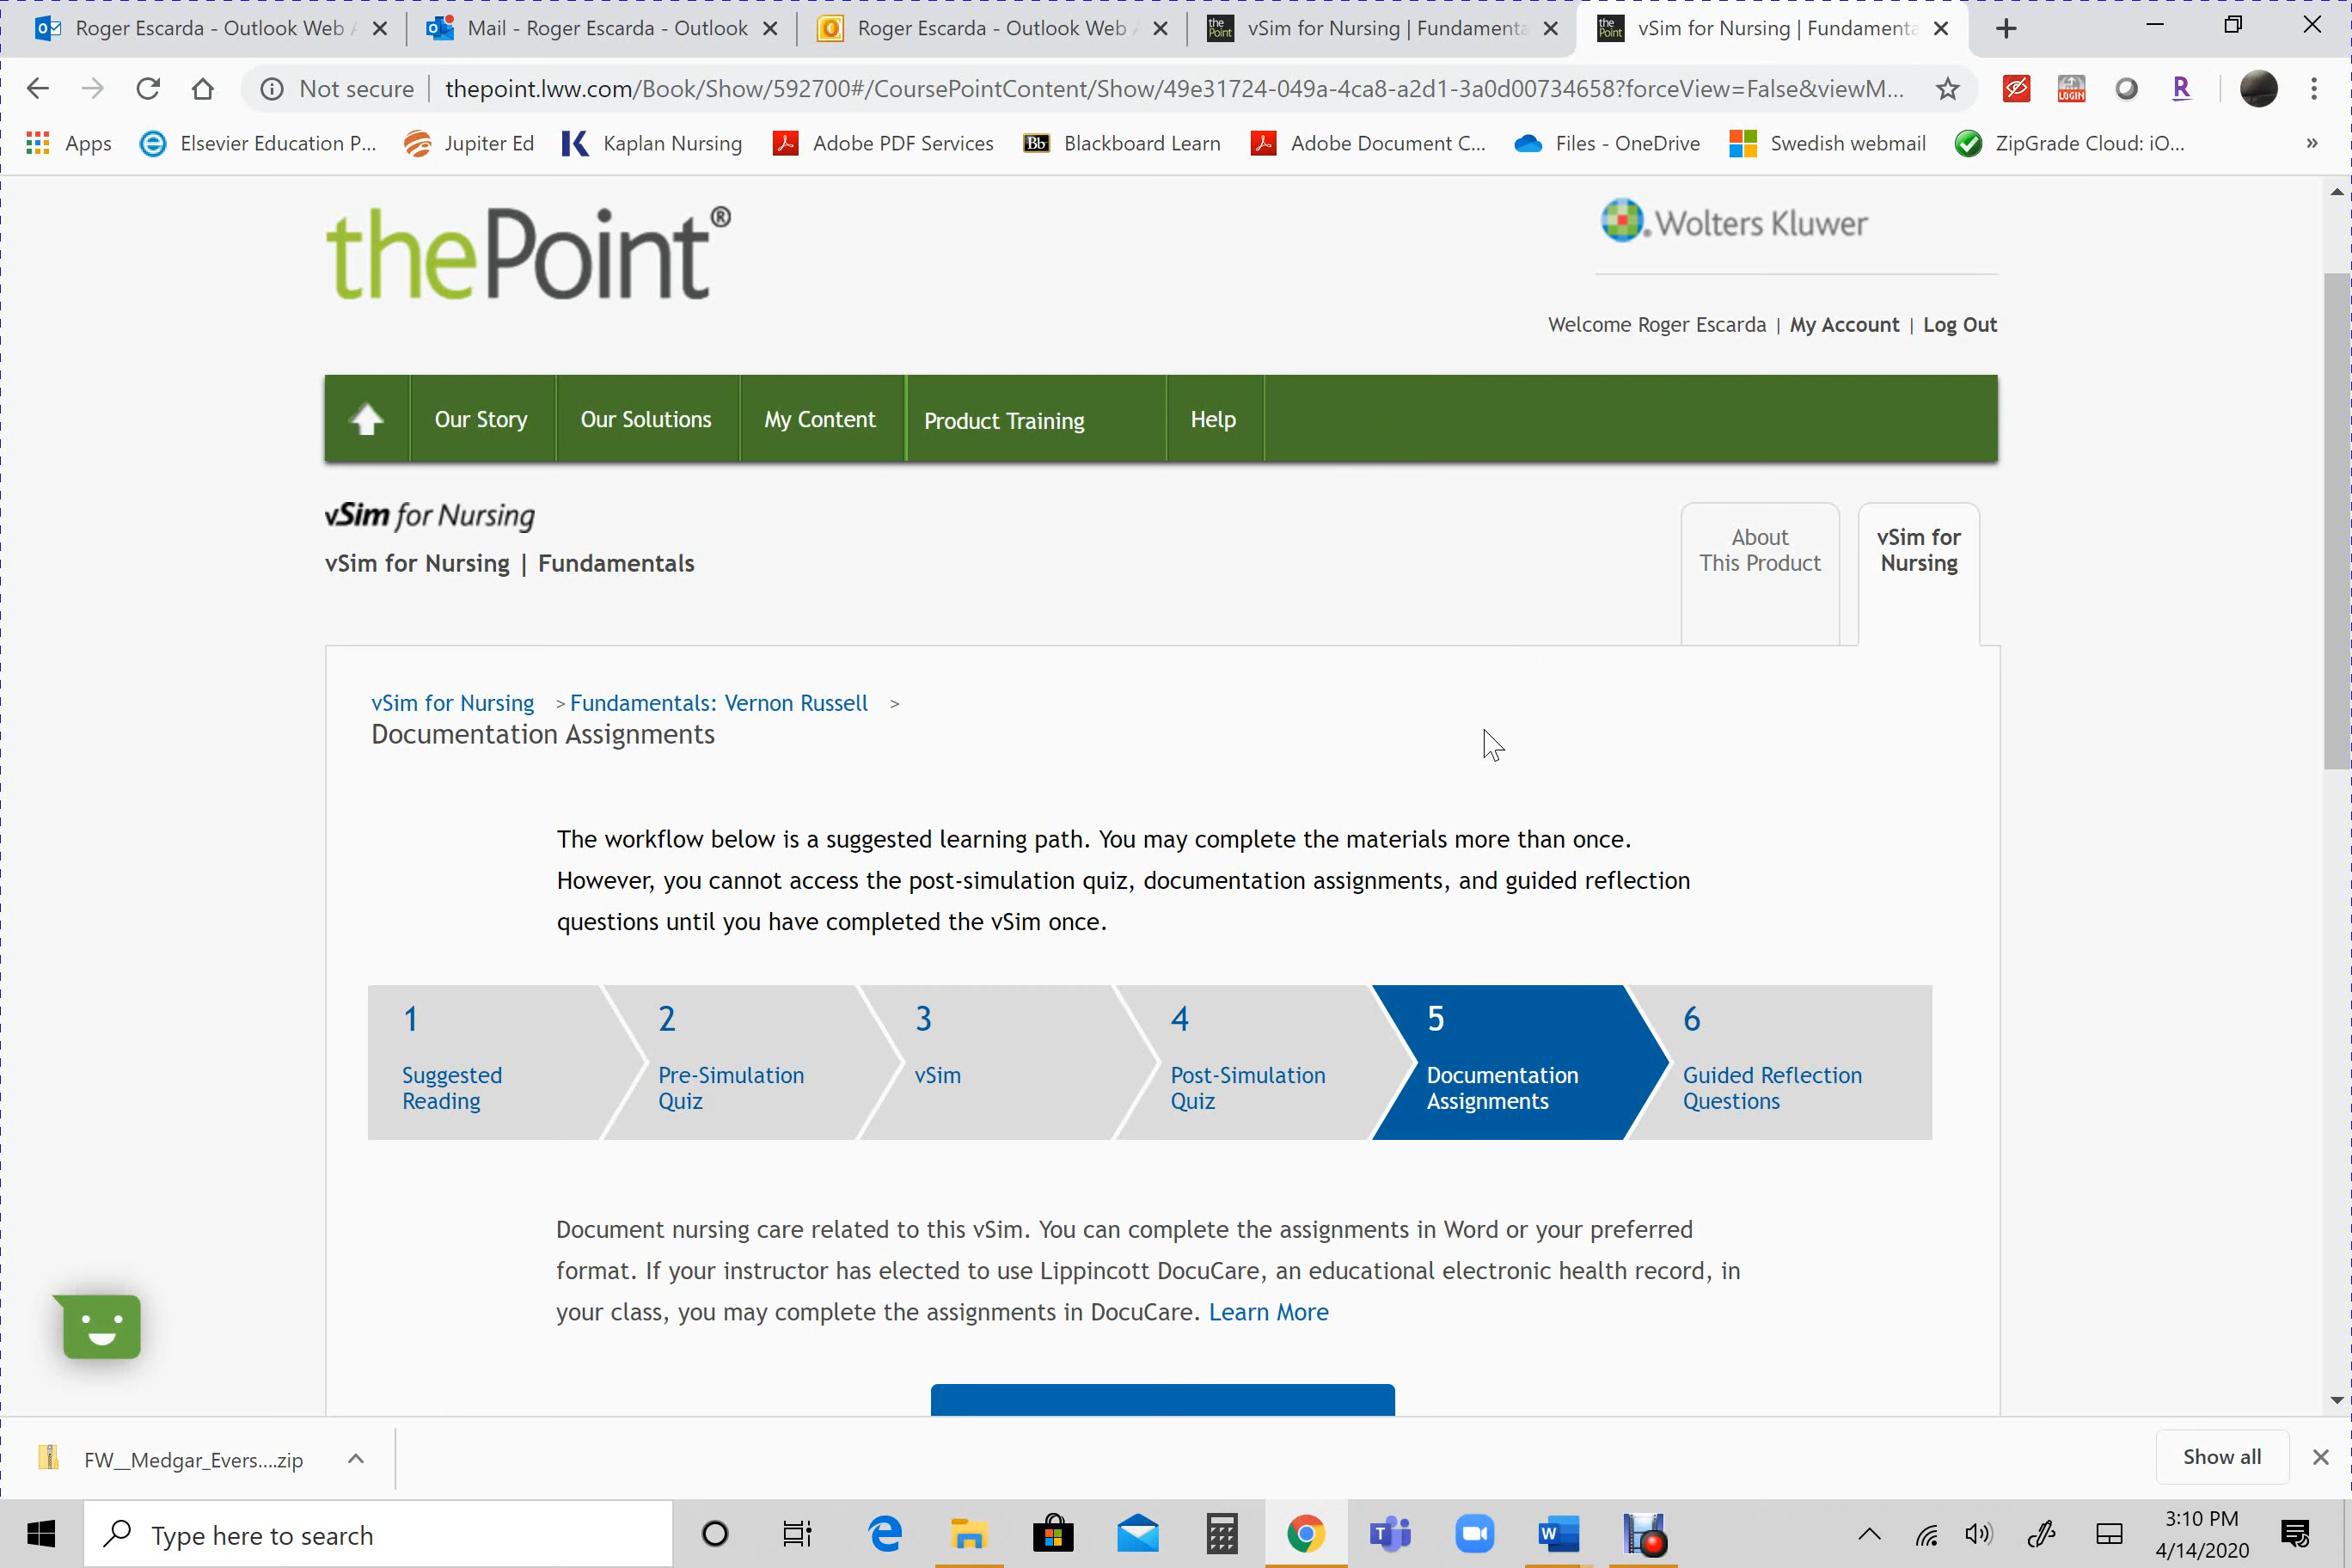 Roger Escarda - Outlook Web A
Mail - Roger Escarda - Outlook
Roger Escarda - Outlook Web A
the Point
vSim for Nursing | Fundamenta
the Point
vSim for Nursing | Fundamenta
Not secure
thepoint.lww.com/Book/Show/592700#/CoursePointContent/Show/49e31724-049a-4ca8-a2d1-3a0d00734658?forceView=False&viewM...
LOGIN
R
Apps
Elsevier Education P...
Jupiter Ed
Kaplan Nursing
Adobe PDF Services
Bb
Blackboard Learn
Adobe Document C...
Files - OneDrive
Swedish webmail
ZipGrade Cloud: iO...
»
thePoint®
Wolters Kluwer
Welcome Roger Escarda | My Account | Log Out
Our Story
Our Solutions
My Content
Product Training
Help
vSim for Nursing
vSim for Nursing | Fundamentals
About
This Product
vSim for
Nursing
vSim for Nursing > Fundamentals: Vernon Russell >
Documentation Assignments
The workflow below is a suggested learning path. You may complete the materials more than once.
However, you cannot access the post-simulation quiz, documentation assignments, and guided reflection
questions until you have completed the vSim once.
1
Suggested
Reading
2
Pre-Simulation
Quiz
3
vSim
4
Post-Simulation
Quiz
5
Documentation
Assignments
6
Guided Reflection
Questions
Document nursing care related to this vSim. You can complete the assignments in Word or your preferred
format. If your instructor has elected to use Lippincott DocuCare, an educational electronic health record, in
your class, you may complete the assignments in DocuCare. Learn More
FW__Medgar_Evers....zip
Show all
Type here to search
3:10 PM
4/14/2020